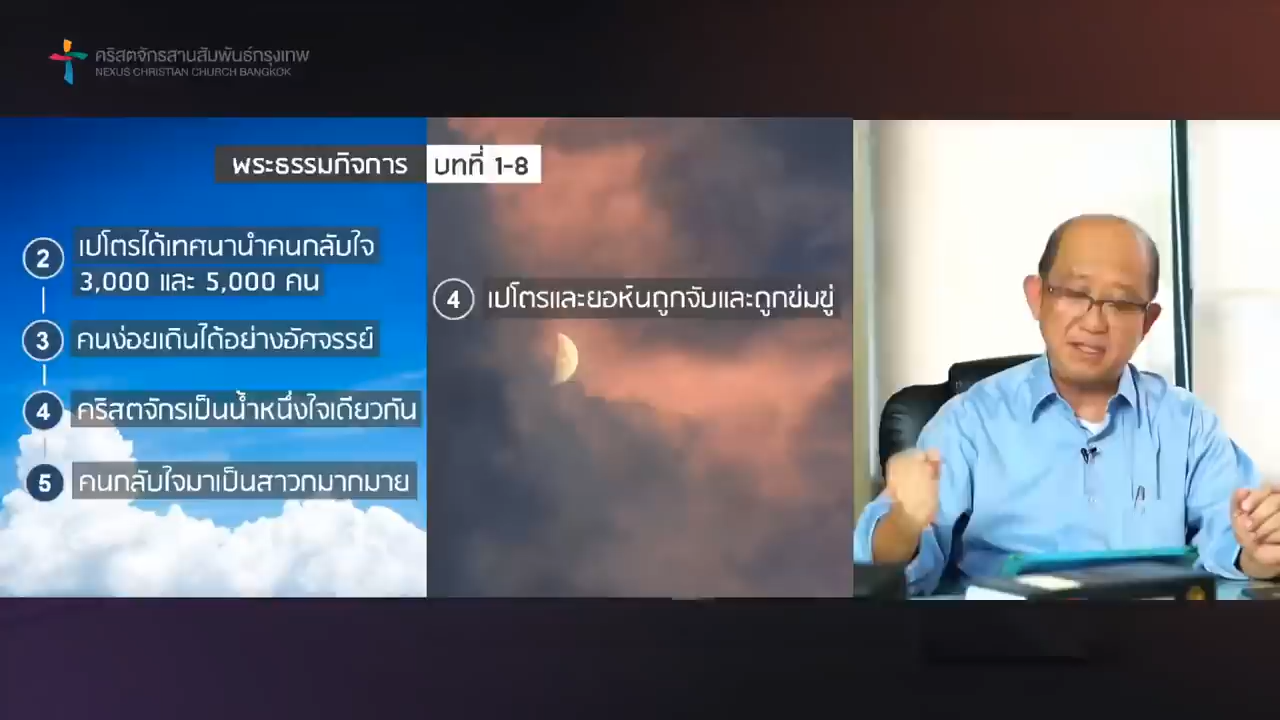 คริสตจักรสานสัมพันธ์กรุงเทพ
NEXUS CHRISTIAN CHURCH BANGKOK
พระธรรมกิจการ บทที่ 1-8
2 เปโตรได้เทศนานำคนกลับใจ
3,000 และ 5,000 คน
3 คนง่อยเดินได้อย่างอัศจรรย์
4 คริสตจักรเป็นน้ำหนึ่งใจเดียวกัน
5 คนกลับใจมาเป็นสาวกมากมาย
4 เปโตรและยอห์นถูกจับและถูกข่มขู่